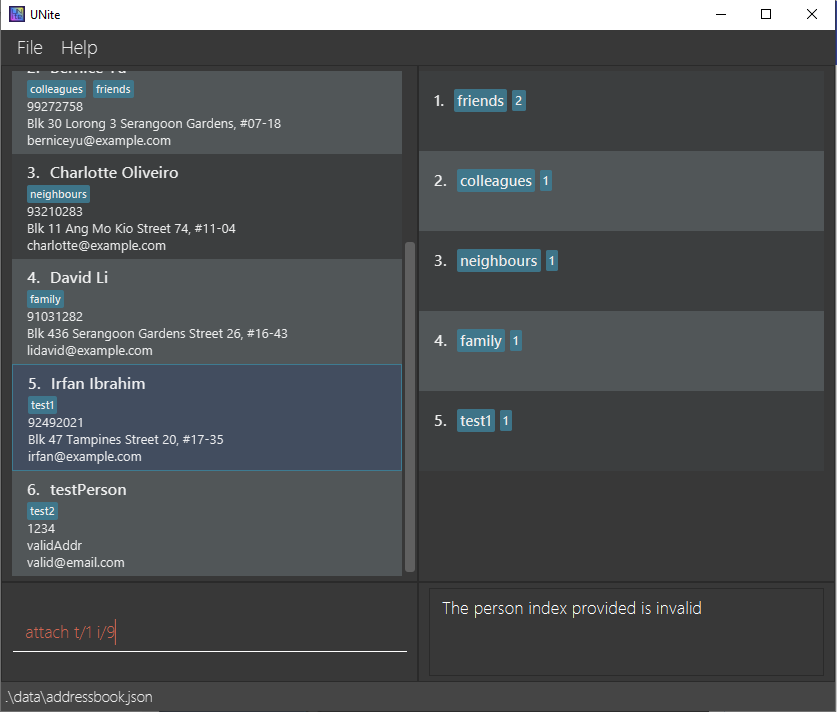 UNite
File Help
2. Bernice Yu
colleagues friends
99272758
Blk 30 Lorong 3 Serangoon Gardens, #07-18
berniceyu@example.com
3. Charlotte Oliveiro
neighbours
93210283
Blk 11 Ang Mo Kio Street 74, #11-04
charlotte@example.com
4. David Li
family
91031282
Blk 436 Serangoon Gardens Street 26, #16-43
lidavid@example.com
5. Irfan Ibrahim
test1
92492021
Blk 47 Tampines Street 20, #17-35
irfan@example.com
6. testPerson
test2
1234
validAddr
valid@email.com
1. friends 2
2. colleagues 1
3. neighbours 1
4. family 1
5. test1 1
attach t/1 i/9
The person index provided is invalid
.\data\addressbook.json